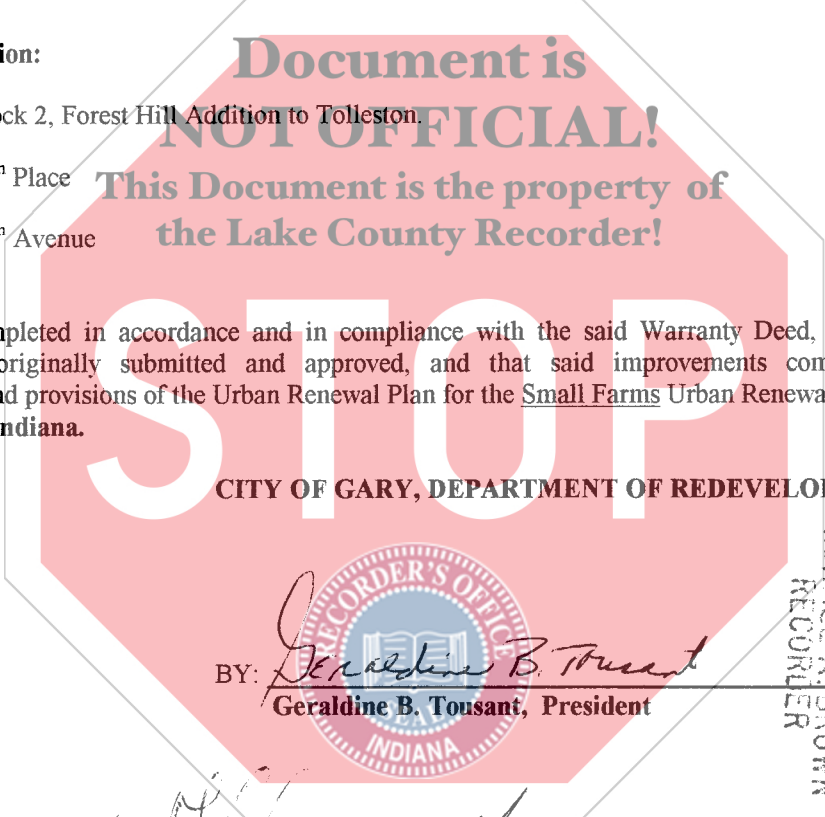 ion:
Document is
ock 2, Forest Hill Addition to Tolleston.
NOT OFFICIAL!
Place
This Document is the property of
Avenue
the Lake County Recorder!
STOP
mpleted in accordance and in compliance with the said Warranty Deed,
originally submitted and approved, and that said improvements com
nd provisions of the Urban Renewal Plan for the Small Farms Urban Renewa
ndiana.
CITY OF GARY, DEPARTMENT OF REDEVELO
RECORDER'S OFFICE
SEAL
INDIANA
BY: Geraldine B. Tousant
Geraldine B. Tousant, President
RECORDER